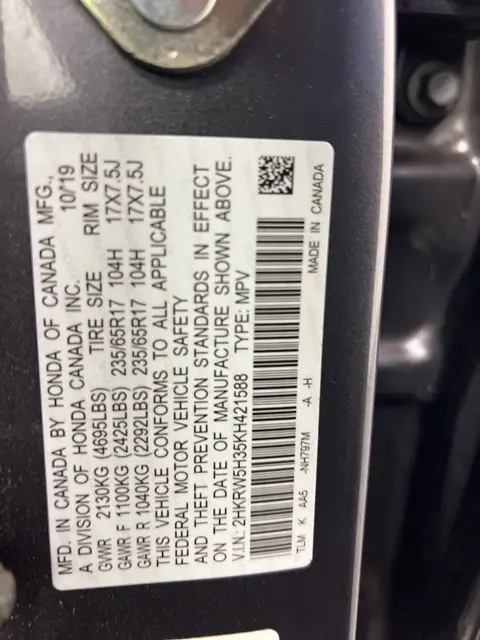 MFD. IN CANADA BY HONDA OF CANADA MFG.,
A DIVISION OF HONDA CANADA INC. 10/19
GVWR 2130KG (4695LBS) TIRE SIZE RIM SIZE
GAWR F 1100KG (2425LBS) 235/65R17 104H 17X7.5J
GAWR R 1040KG (2292LBS) 235/65R17 104H 17X7.5J
THIS VEHICLE CONFORMS TO ALL APPLICABLE
FEDERAL MOTOR VEHICLE SAFETY
AND THEFT PREVENTION STANDARDS IN EFFECT
ON THE DATE OF MANUFACTURE SHOWN ABOVE.
V.I.N: 2HKRW5H35KH421588 TYPE: MPV
TLM K AA5 -NH797M -A -H
MADE IN CANADA